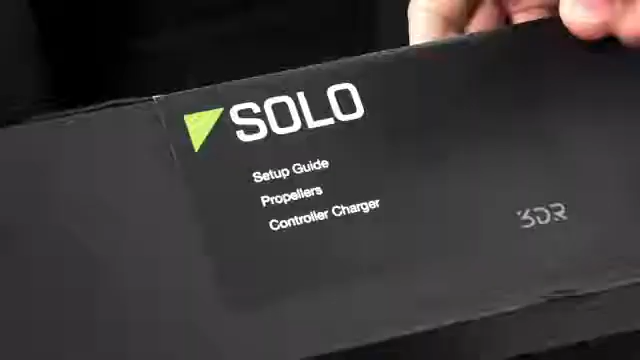 SOLO
Setup Guide
Propellers
Controller Charger
3DR